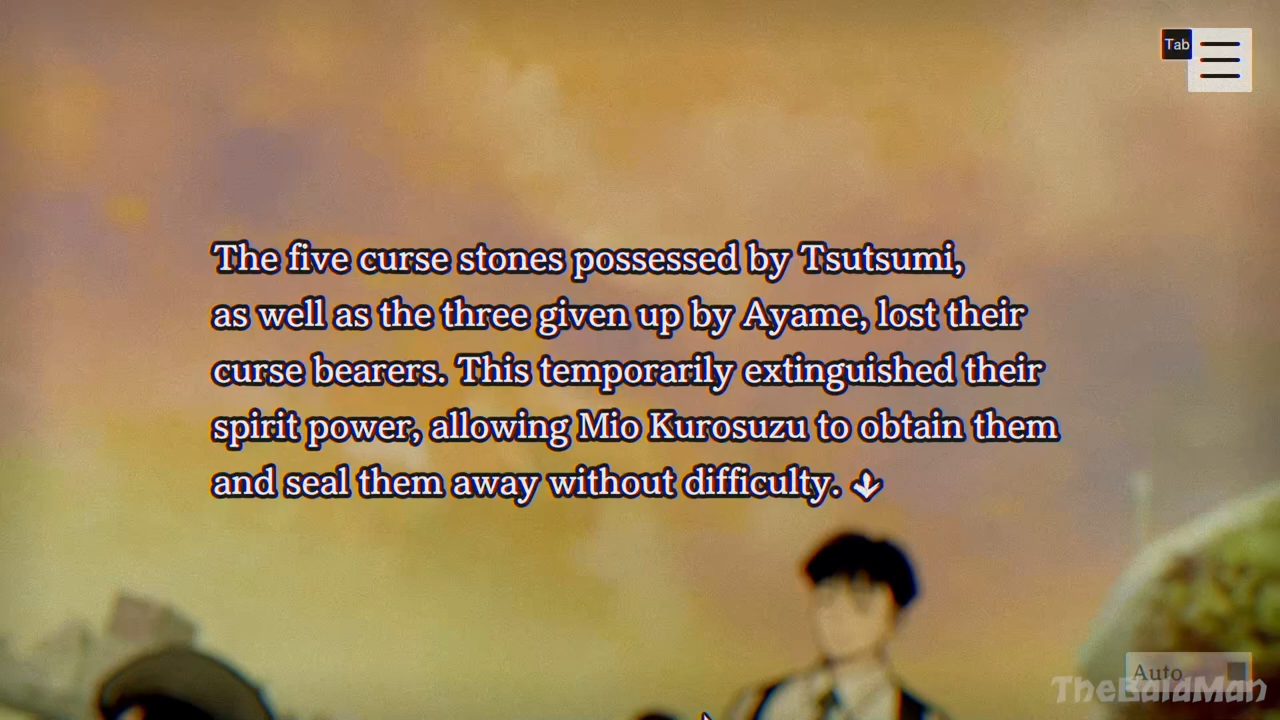 Tab
The five curse stones possessed by Tsutsumi,
as well as the three given up by Ayame, lost their
curse bearers. This temporarily extinguished their
spirit power, allowing Mio Kurosuzu to obtain them
and seal them away without difficulty.
Auto
TheBaldMan